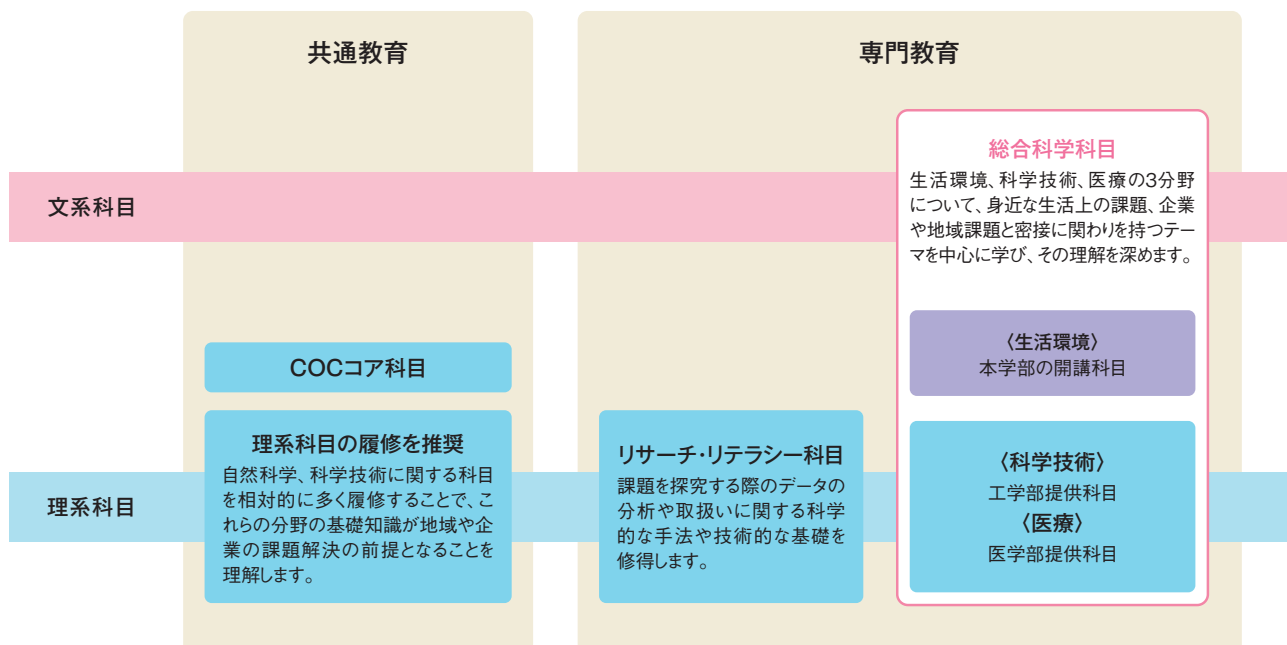 共通教育
専門教育
文系科目
理系科目
COCコア科目
理系科目の履修を推奨
自然科学、科学技術に関する科目
を相対的に多く履修することで、こ
れらの分野の基礎知識が地域や企
業の課題解決の前提となることを
理解します。
リサーチ・リテラシー科目
課題を探究する際のデータの
分析や取扱いに関する科学
的な手法や技術的な基礎を
修得します。
総合科学科目
生活環境、科学技術、医療の3分野
について、身近な生活上の課題、企業
や地域課題と密接に関わりを持つテー
マを中心に学び、その理解を深めます。
〈生活環境〉
本学部の開講科目
〈科学技術〉
工学部提供科目
〈医療〉
医学部提供科目